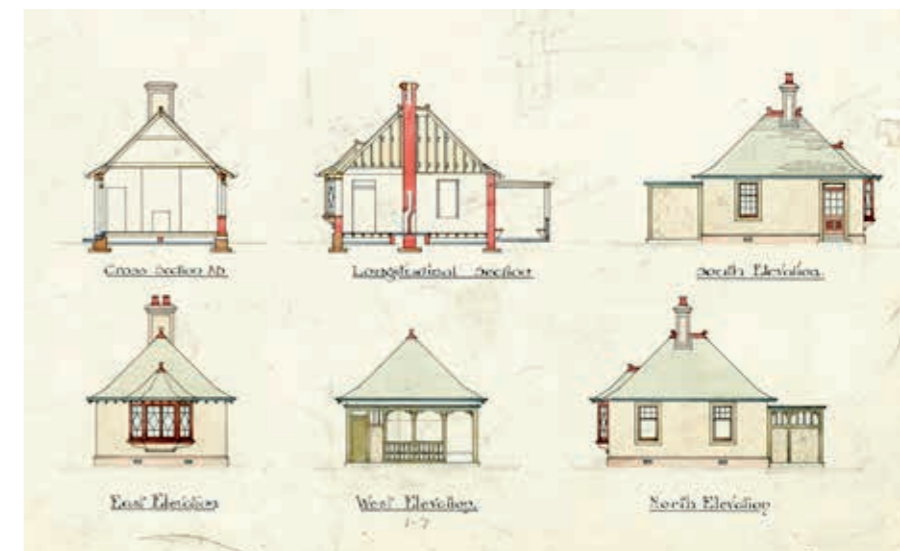 Cross Section AB
Longitudinal Section
South Elevation.
East Elevation
West Elevation.
North Elevation